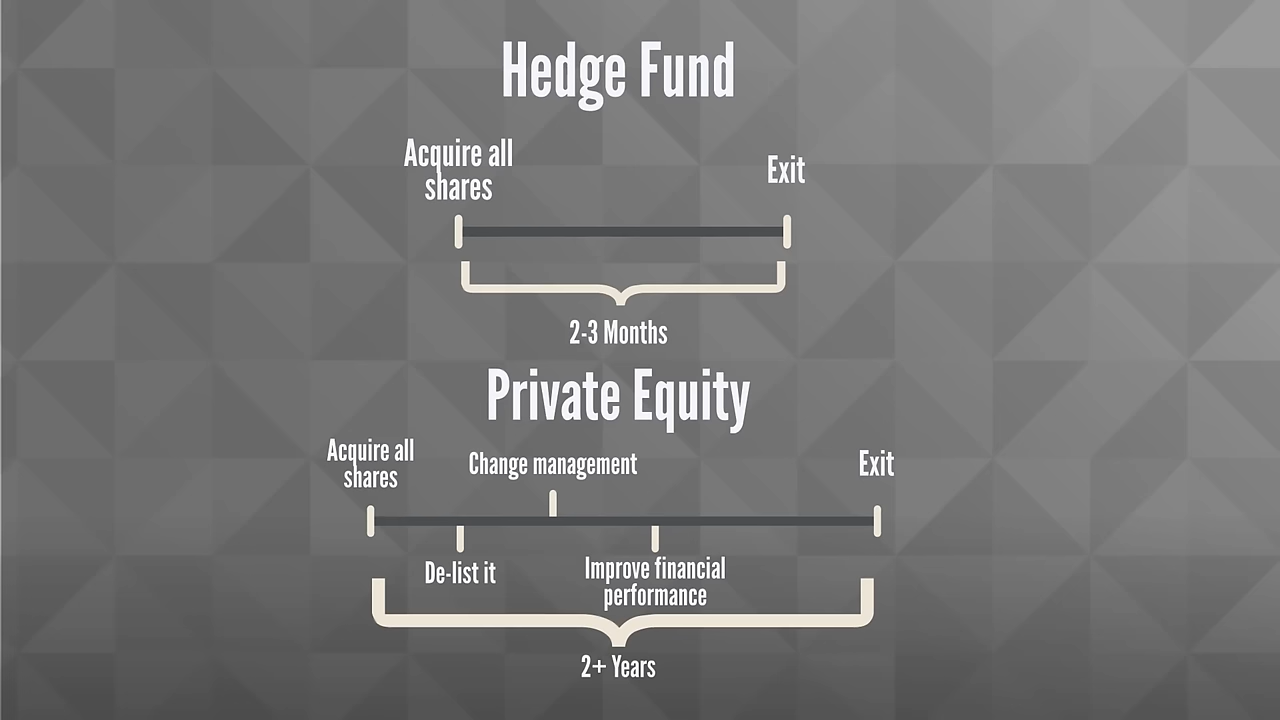 Hedge Fund
Acquire all
shares
Exit
2-3 Months
Private Equity
Acquire all
shares
Change management
Exit
De-list it
Improve financial
performance
2+ Years